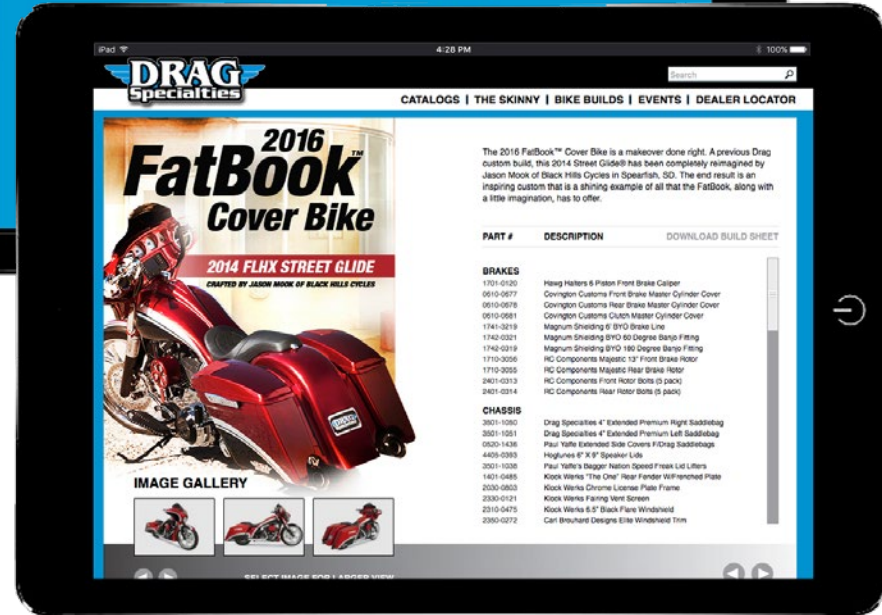 iPad
4:28 PM
100%
DRAG
Specialties
Search
CATALOGS | THE SKINNY | BIKE BUILDS | EVENTS | DEALER LOCATOR
2016
FatBook™
Cover Bike
2014 FLHX STREET GLIDE
CRAFTED BY JASON MOOK OF BLACK HILLS CYCLES
DRAG
IMAGE GALLERY
SELECT IMAGE FOR LARGER VIEW
The 2016 FatBook™ Cover Bike is a makeover done right. A previous Drag
custom build, this 2014 Street Glide® has been completely reimagined by
Jason Mook of Black Hills Cycles in Spearfish, SD. The end result is an
inspiring custom that is a shining example of all that the FatBook, along with
a little imagination, has to offer.
PART # DESCRIPTION DOWNLOAD BUILD SHEET
BRAKES
1701-0120 Hawg Halters 6 Piston Front Brake Caliper
0610-0677 Covington Customs Front Brake Master Cylinder Cover
0610-0678 Covington Customs Rear Brake Master Cylinder Cover
0610-0681 Covington Customs Clutch Master Cylinder Cover
1741-3219 Magnum Shielding 6' BYO Brake Line
1742-0321 Magnum Shielding BYO 60 Degree Banjo Fitting
1742-0319 Magnum Shielding BYO 180 Degree Banjo Fitting
1710-3056 RC Components Majestic 13" Front Brake Rotor
1710-3055 RC Components Majestic Rear Brake Rotor
2401-0313 RC Components Front Rotor Bolts (5 pack)
2401-0314 RC Components Rear Rotor Bolts (5 pack)
CHASSIS
3501-1050 Drag Specialties 4" Extended Premium Right Saddlebag
3501-1051 Drag Specialties 4" Extended Premium Left Saddlebag
0520-1436 Paul Yaffe Extended Side Covers F/Drag Saddlebags
4405-0393 Hogtunes 6" X 9" Speaker Lids
3501-1038 Paul Yaffe's Bagger Nation Speed Freak Lid Lifters
1401-0485 Klock Werks "The One" Rear Fender W/Frenched Plate
2030-0803 Klock Werks Chrome License Plate Frame
2330-0121 Klock Werks Fairing Vent Screen
2310-0475 Klock Werks 6.5" Black Flare Windshield
2350-0272 Carl Brouhard Designs Elite Windshield Trim